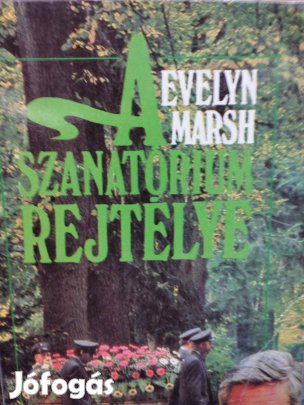 EVELYN
MARSH
A
SZANATÓRIUM
REJTÉLYE
Jófogás